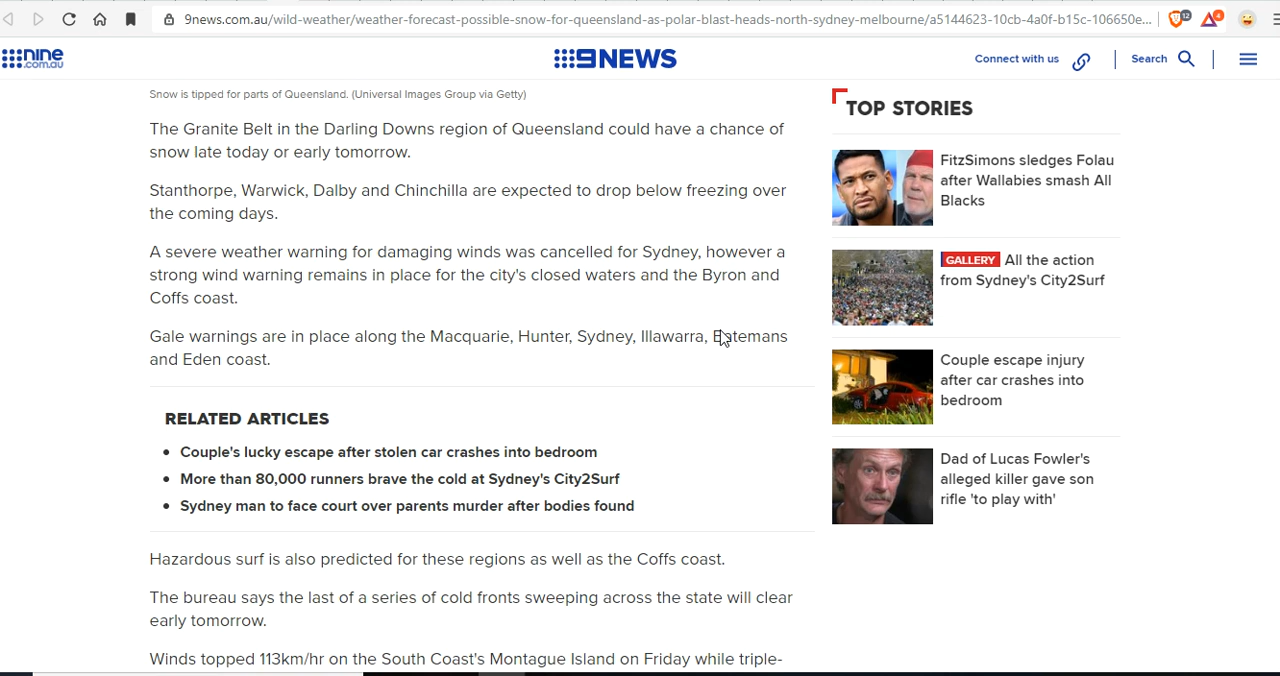 9news.com.au/wild-weather/weather-forecast-possible-snow-for-queensland-as-polar-blast-heads-north-sydney-melbourne/a5144623-10cb-4a0f-b15c-106650e...
12
4
nine
.com.au
9NEWS
Connect with us
Search
Snow is tipped for parts of Queensland. (Universal Images Group via Getty)
The Granite Belt in the Darling Downs region of Queensland could have a chance of
snow late today or early tomorrow.
Stanthorpe, Warwick, Dalby and Chinchilla are expected to drop below freezing over
the coming days.
A severe weather warning for damaging winds was cancelled for Sydney, however a
strong wind warning remains in place for the city's closed waters and the Byron and
Coffs coast.
Gale warnings are in place along the Macquarie, Hunter, Sydney, Illawarra, Batemans
and Eden coast.
RELATED ARTICLES
Couple's lucky escape after stolen car crashes into bedroom
More than 80,000 runners brave the cold at Sydney's City2Surf
Sydney man to face court over parents murder after bodies found
Hazardous surf is also predicted for these regions as well as the Coffs coast.
The bureau says the last of a series of cold fronts sweeping across the state will clear
early tomorrow.
Winds topped 113km/hr on the South Coast's Montague Island on Friday while triple-
TOP STORIES
FitzSimons sledges Folau
after Wallabies smash All
Blacks
GALLERY All the action
from Sydney's City2Surf
Couple escape injury
after car crashes into
bedroom
Dad of Lucas Fowler's
alleged killer gave son
rifle 'to play with'